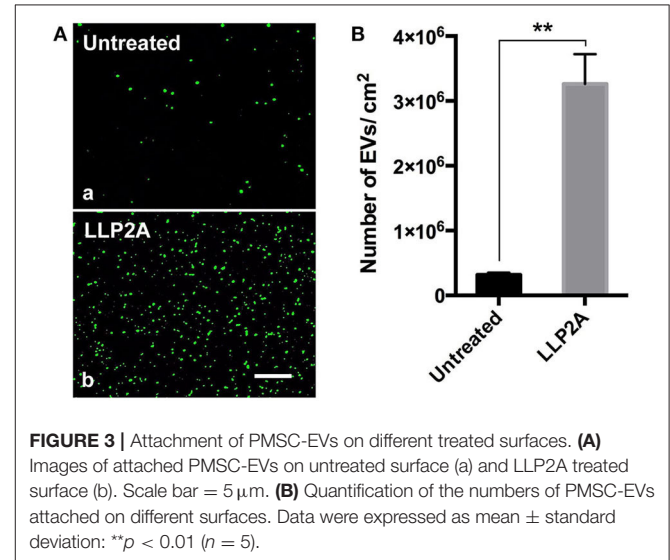 A
Untreated
a
LLP2A
b
B
**
4×10⁶
3×10⁶
2×10⁶
1×10⁶
0
Number of EVs/ cm²
Untreated
LLP2A
FIGURE 3 | Attachment of PMSC-EVs on different treated surfaces. (A)
Images of attached PMSC-EVs on untreated surface (a) and LLP2A treated
surface (b). Scale bar = 5 μm. (B) Quantification of the numbers of PMSC-EVs
attached on different surfaces. Data were expressed as mean ± standard
deviation: **p < 0.01 (n = 5).